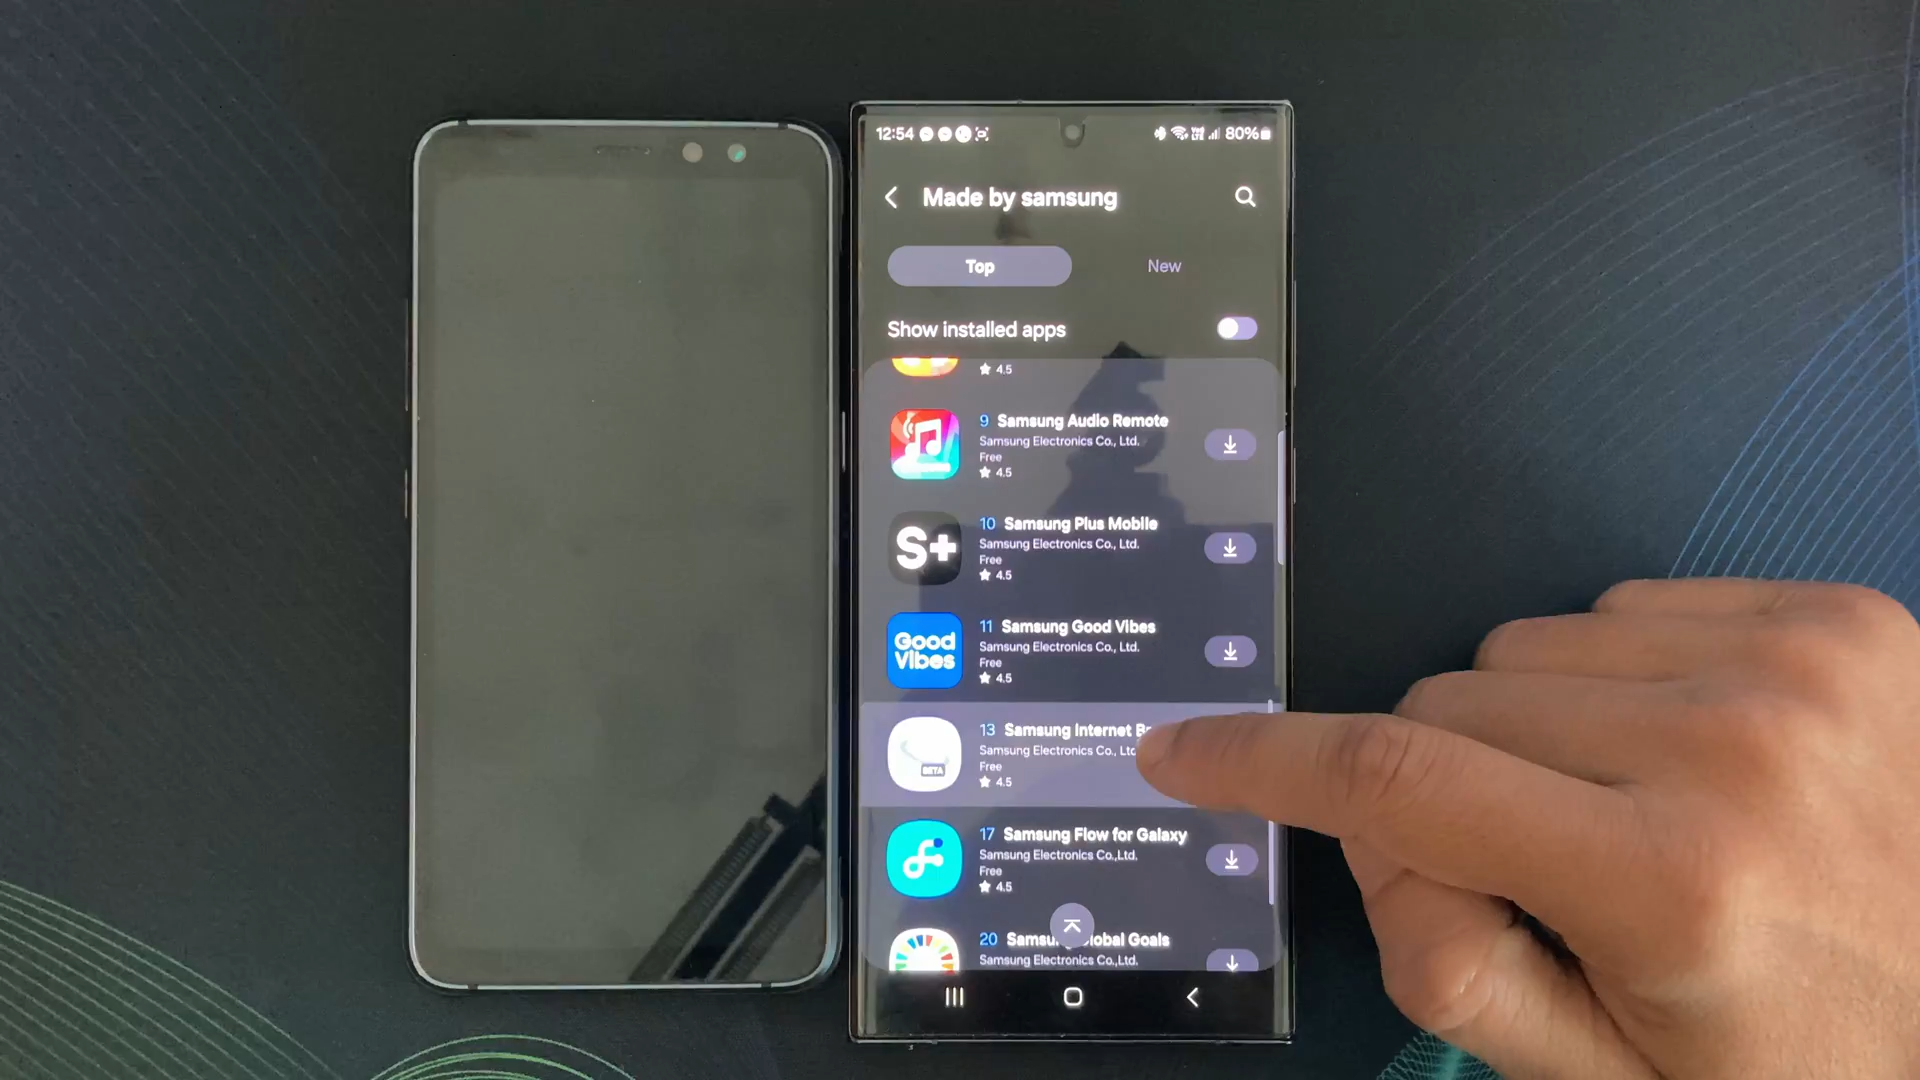 12:54
80%
Made by samsung
Top
New
Show installed apps
4.5
9 Samsung Audio Remote
Samsung Electronics Co., Ltd.
Free
4.5
S+
10 Samsung Plus Mobile
Samsung Electronics Co., Ltd.
Free
4.5
Good
Vibes
11 Samsung Good Vibes
Samsung Electronics Co., Ltd.
Free
4.5
BETA
13 Samsung Internet
Samsung Electronics Co.,
Free
4.5
17 Samsung Flow for Galaxy
Samsung Electronics Co.,Ltd.
Free
4.5
20 Goals
Samsung Electronics Co.,Ltd.